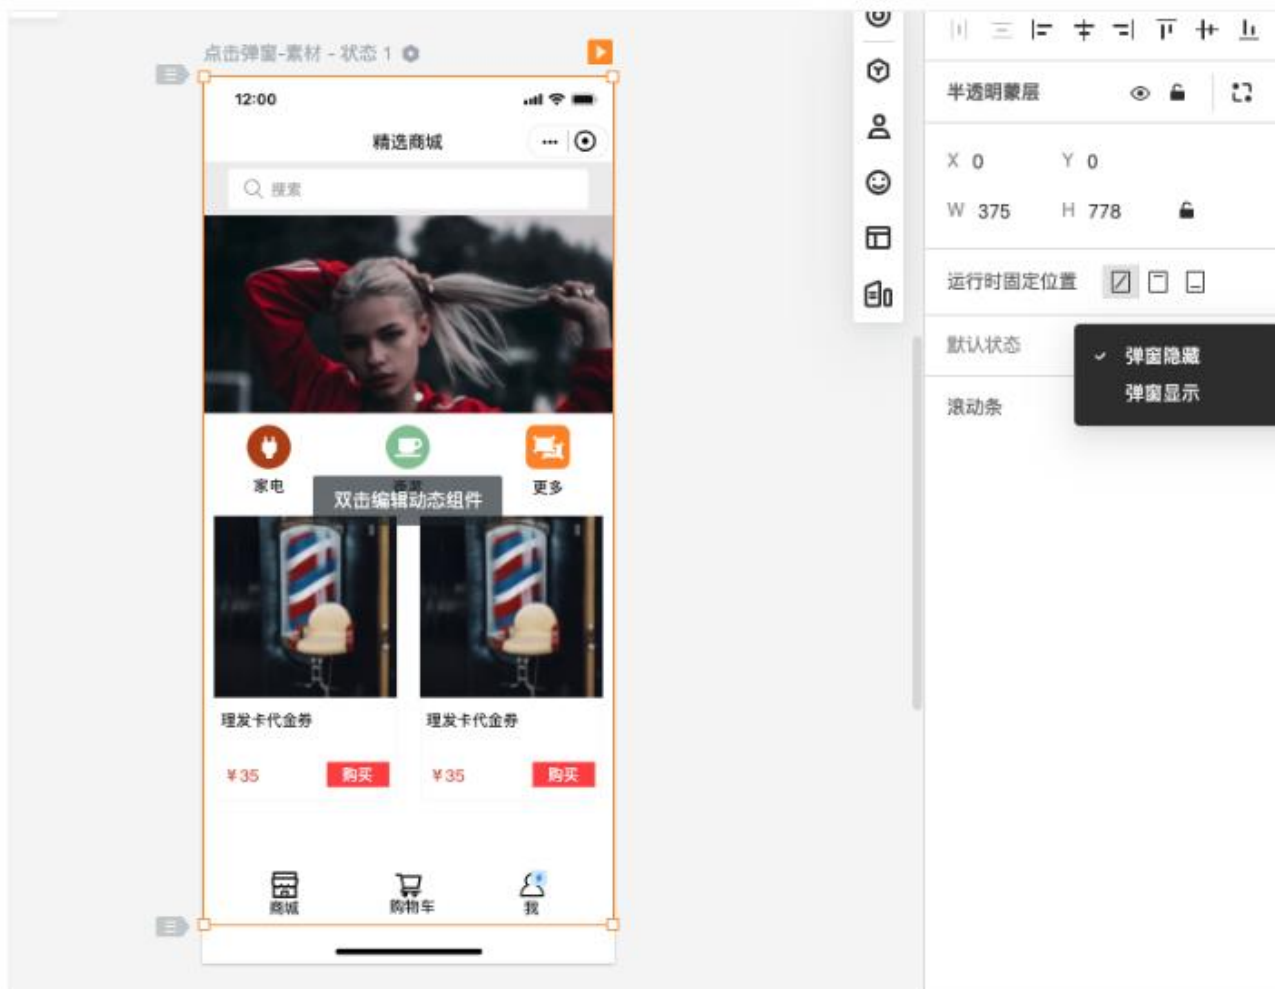 点击弹窗-素材 - 状态 1
12:00
精选商城
搜索
家电
更多
双击编辑动态组件
理发卡代金券
理发卡代金券
¥35
购买
¥35
购买
商城
购物车
我
半透明蒙层
X 0
Y 0
W 375
H 778
运行时固定位置
默认状态
弹窗隐藏
弹窗显示
滚动条